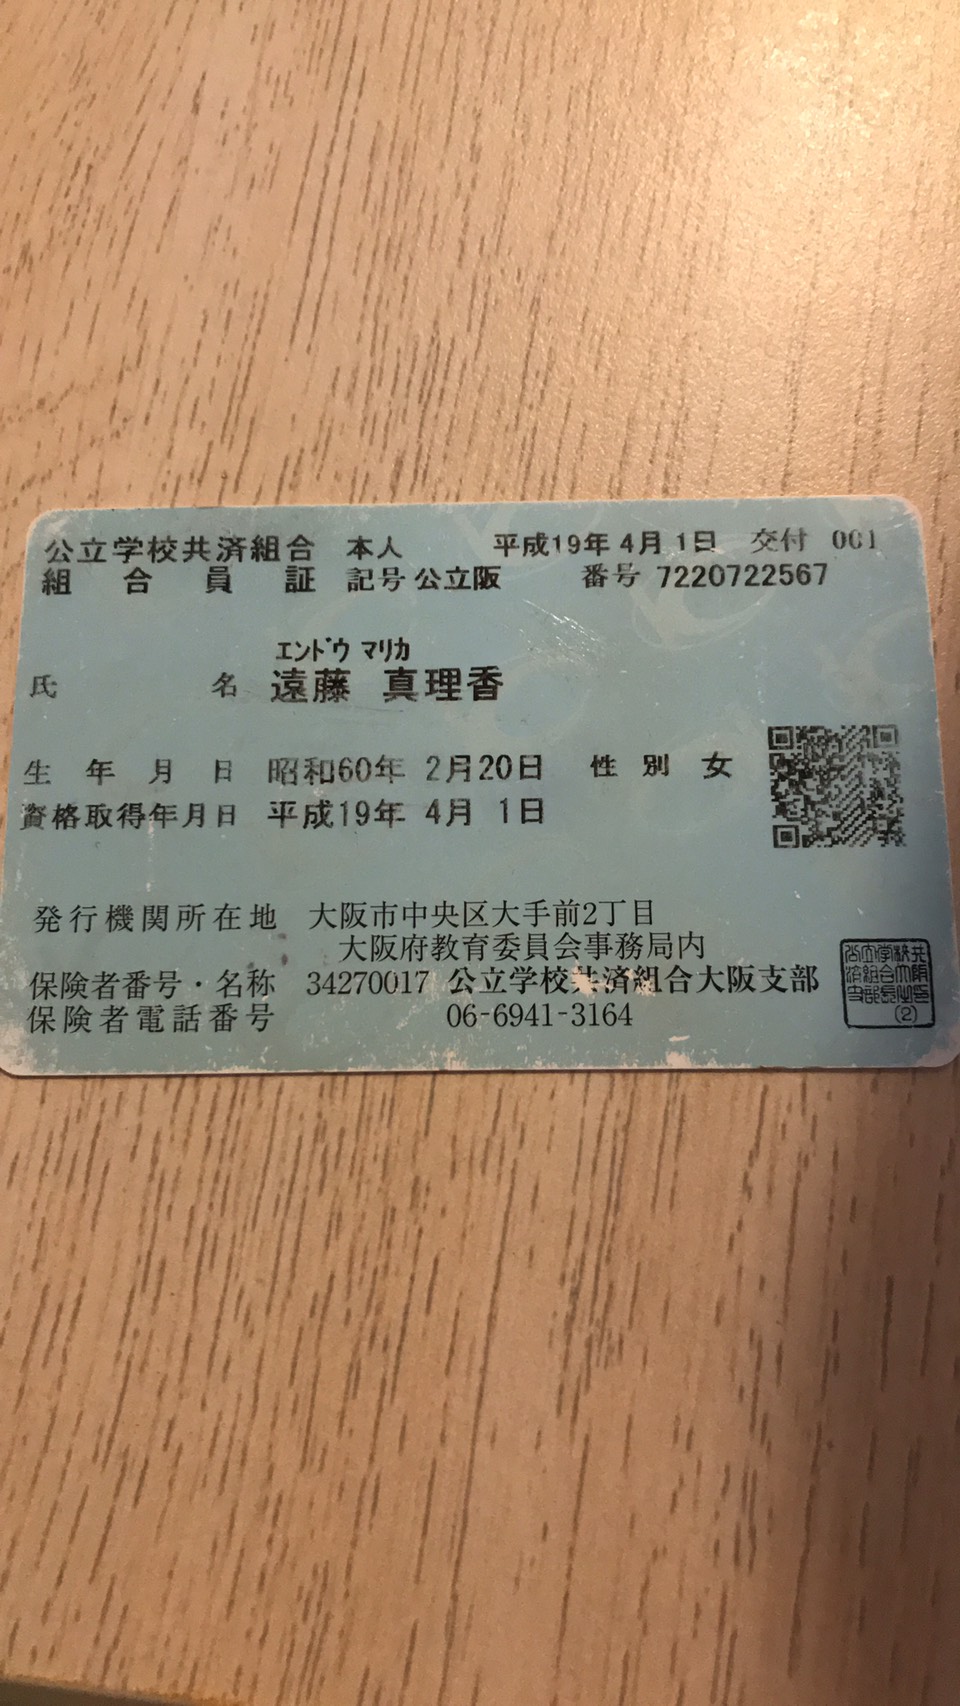 公立学校共済組合 本人 平成19年 4月 1日 交付 001
組合員証 記号 公立阪 番号 7220722567
エンドウ マリカ
氏名 遠藤 真理香
生年月日 昭和60年 2月20日 性別 女
資格取得年月日 平成19年 4月 1日
発行機関所在地 大阪市中央区大手前2丁目
大阪府教育委員会事務局内
保険者番号・名称 34270017 公立学校共済組合大阪支部
保険者電話番号 06-6941-3164
(2)